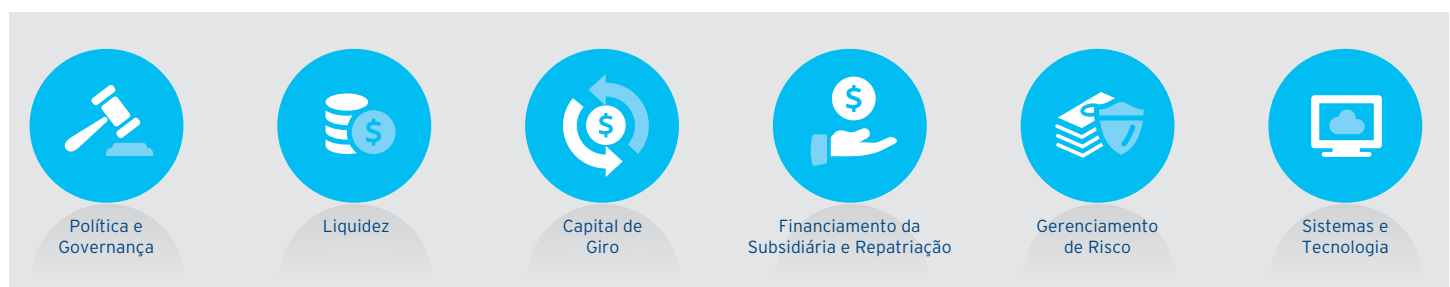 $
$
$
Política e
Governança
Liquidez
Capital de
Giro
Financiamento da
Subsidiária e Repatriação
Gerenciamento
de Risco
Sistemas e
Tecnologia